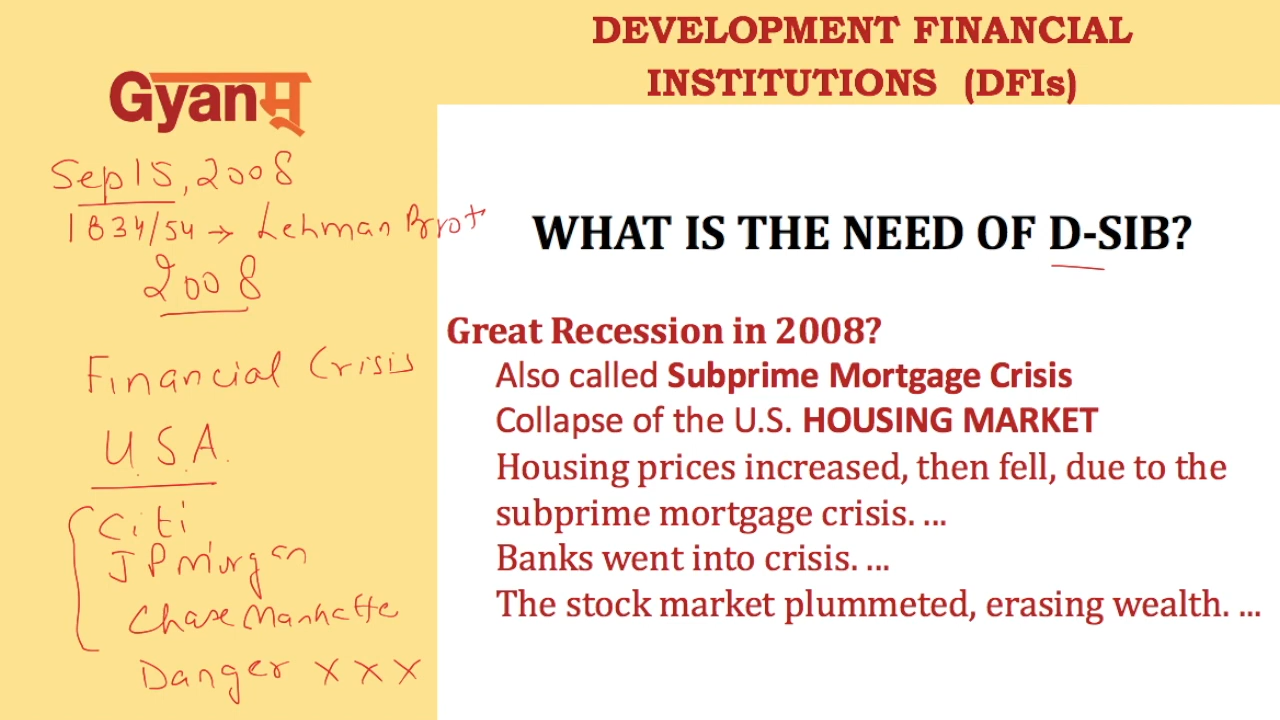 DEVELOPMENT FINANCIAL
INSTITUTIONS (DFIs)
Gyanम्
Sep 15, 2008
1834/54 → Lehman Brot
2008
Financial Crisis
U.S.A.
Citi
JP Morgan
Chase Manhatte
Danger X X X
WHAT IS THE NEED OF D-SIB?
Great Recession in 2008?
Also called Subprime Mortgage Crisis
Collapse of the U.S. HOUSING MARKET
Housing prices increased, then fell, due to the
subprime mortgage crisis. ...
Banks went into crisis. ...
The stock market plummeted, erasing wealth. ...